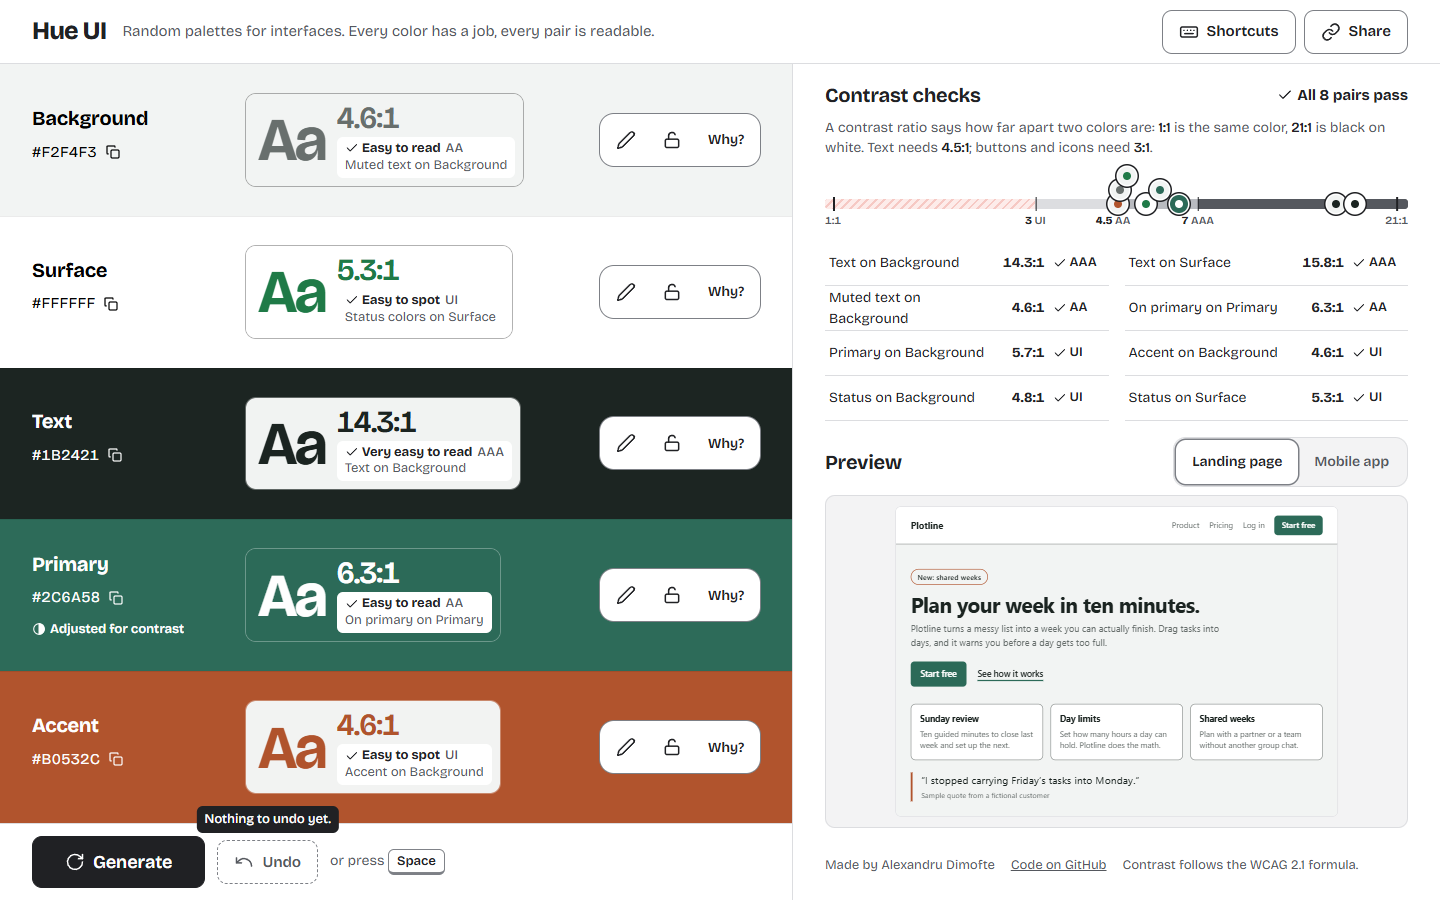 Hue UI
Random palettes for interfaces. Every color has a job, every pair is readable.
Shortcuts
Share
Background
#F2F4F3
Aa
4.6:1
Easy to read AA
Muted text on Background
Why?
Surface
#FFFFFF
Aa
5.3:1
Easy to spot UI
Status colors on Surface
Why?
Text
#1B2421
Aa
14.3:1
Very easy to read AAA
Text on Background
Why?
Primary
#2C6A58
Adjusted for contrast
Aa
6.3:1
Easy to read AA
On primary on Primary
Why?
Accent
#B0532C
Aa
4.6:1
Easy to spot UI
Accent on Background
Why?
Nothing to undo yet.
Generate
Undo
or press Space
Contrast checks
All 8 pairs pass
A contrast ratio says how far apart two colors are: 1:1 is the same color, 21:1 is black on
white. Text needs 4.5:1; buttons and icons need 3:1.
1:1
3 UI
4.5 AA
7 AAA
21:1
Text on Background 14.3:1 AAA
Text on Surface 15.8:1 AAA
Muted text on
Background 4.6:1 AA
On primary on Primary 6.3:1 AA
Primary on Background 5.7:1 UI
Accent on Background 4.6:1 UI
Status on Background 4.8:1 UI
Status on Surface 5.3:1 UI
Preview
Landing page
Mobile app
Plotline
Product Pricing Log in Start free
New: shared weeks
Plan your week in ten minutes.
Plotline turns a messy list into a week you can actually finish. Drag tasks into
days, and it warns you before a day gets too full.
Start free
See how it works
Sunday review
Ten guided minutes to close last
week and set up the next.
Day limits
Set how many hours a day can
hold. Plotline does the math.
Shared weeks
Plan with a partner or a team
without another group chat.
“I stopped carrying Friday’s tasks into Monday.”
Sample quote from a fictional customer
Made by Alexandru Dimofte
Code on GitHub
Contrast follows the WCAG 2.1 formula.